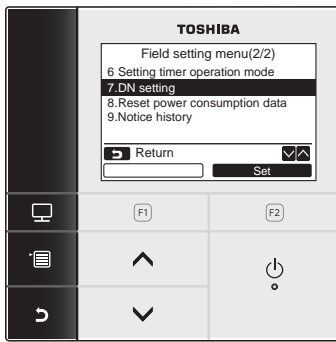 TOSHIBA
Field setting menu(2/2)
6 Setting timer operation mode
7.DN setting
8.Reset power consumption data
9.Notice history
Return
Set
F1
F2